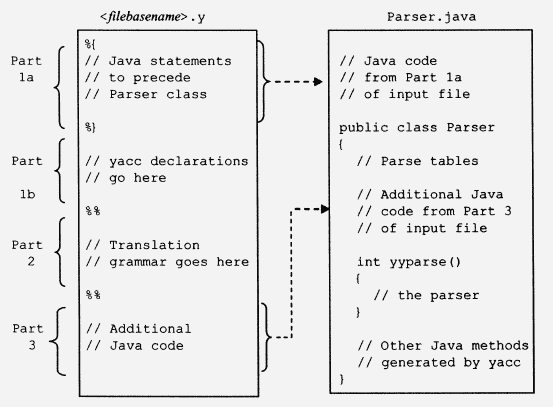 <filebasename>.y
Part
1a
%{
// Java statements
// to precede
// Parser class
%}
Part
1b
// yacc declarations
// go here
%%
Part
2
// Translation
// grammar goes here
%%
Part
3
// Additional
// Java code
Parser.java
// Java code
// from Part 1a
// of input file
public class Parser
{
// Parse tables
// Additional Java
// code from Part 3
// of input file
int yyparse()
{
// the parser
}
// Other Java methods
// generated by yacc
}